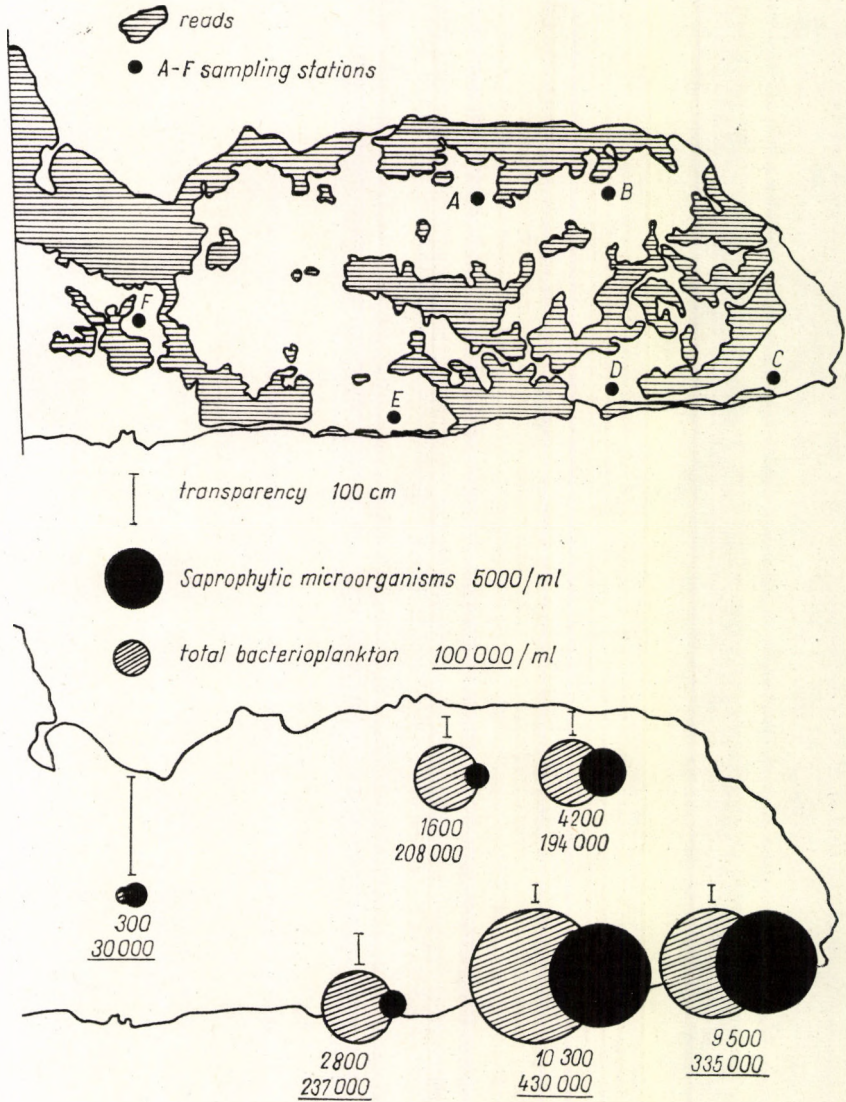 reads
A-F sampling stations
A
B
F
C
D
E
transparency 100 cm
Saprophytic microorganisms 5000/ml
total bacterioplankton 100 000/ml
1600
208 000
4200
194 000
300
30 000
2800
237 000
10 300
430 000
9 500
335 000